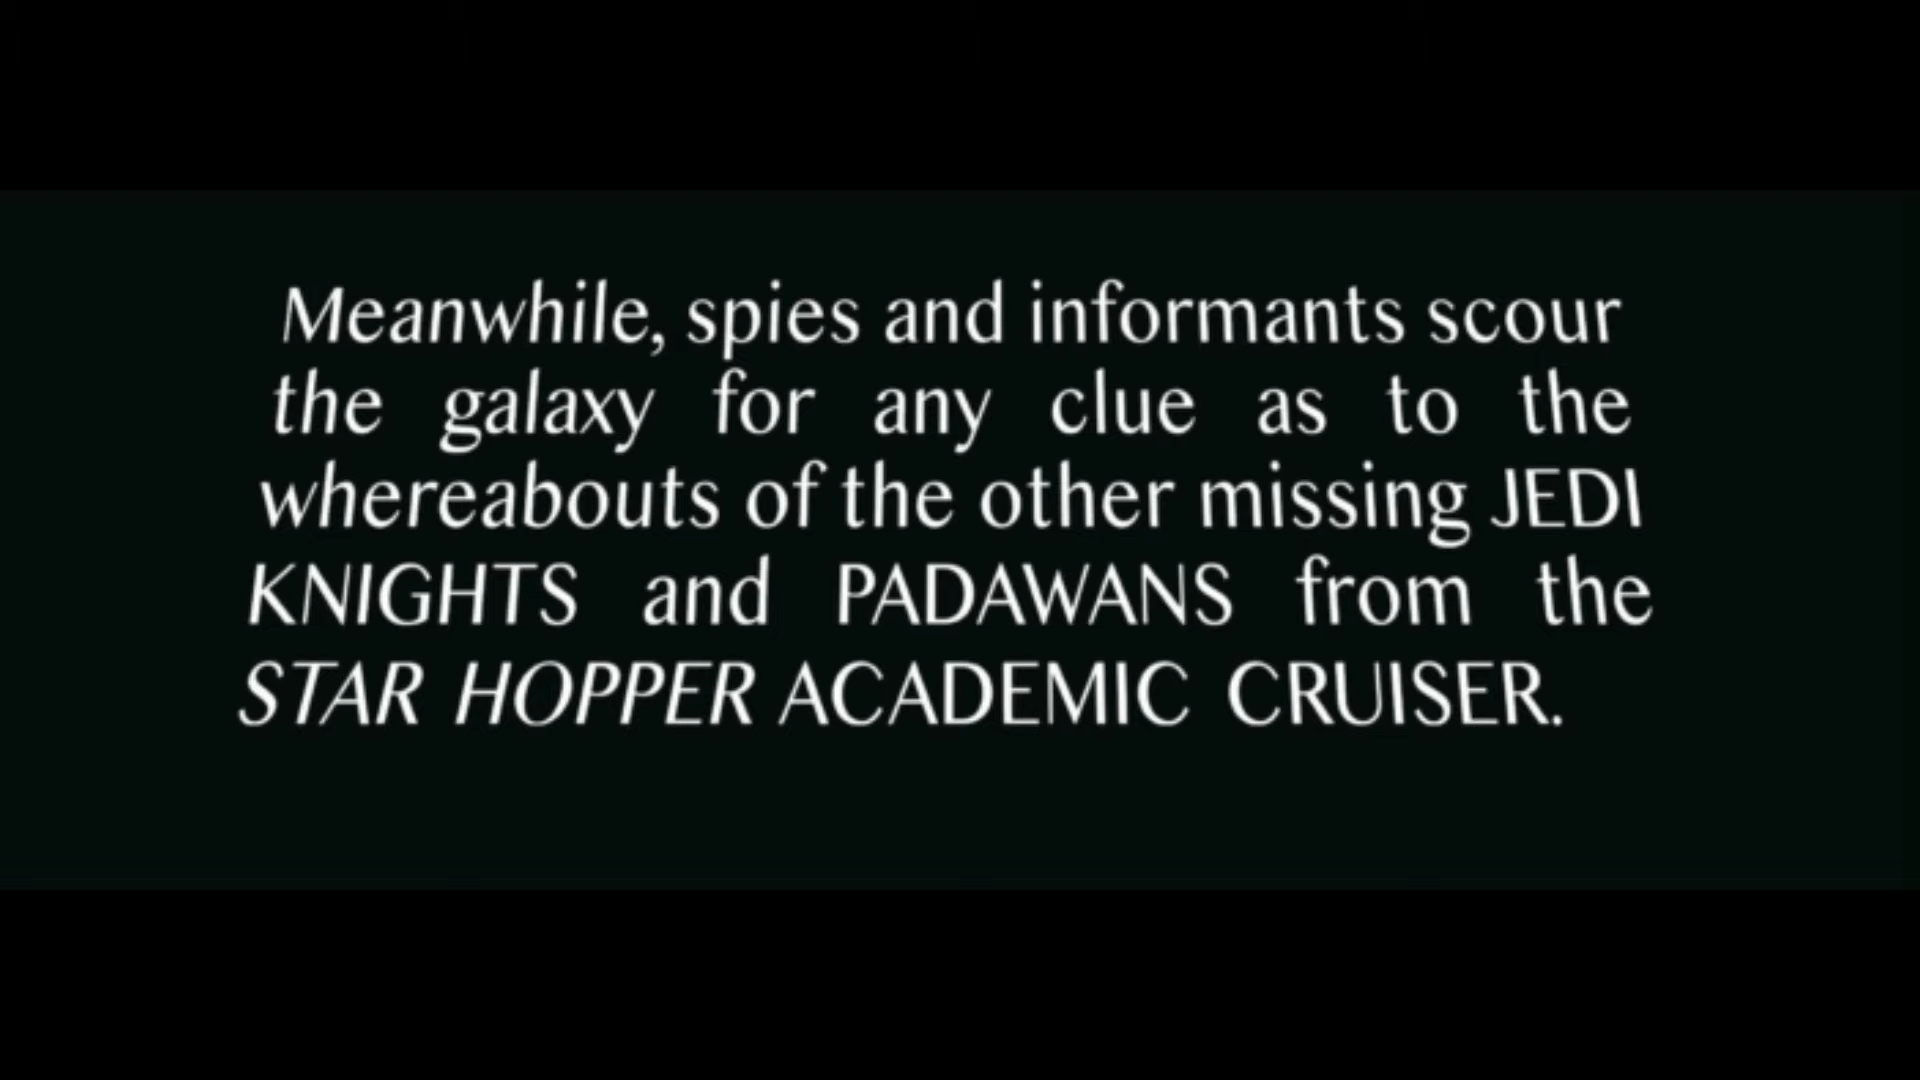 Meanwhile, spies and informants scour
the galaxy for any clue as to the
whereabouts of the other missing JEDI
KNIGHTS and PADAWANS from the
STAR HOPPER ACADEMIC CRUISER.